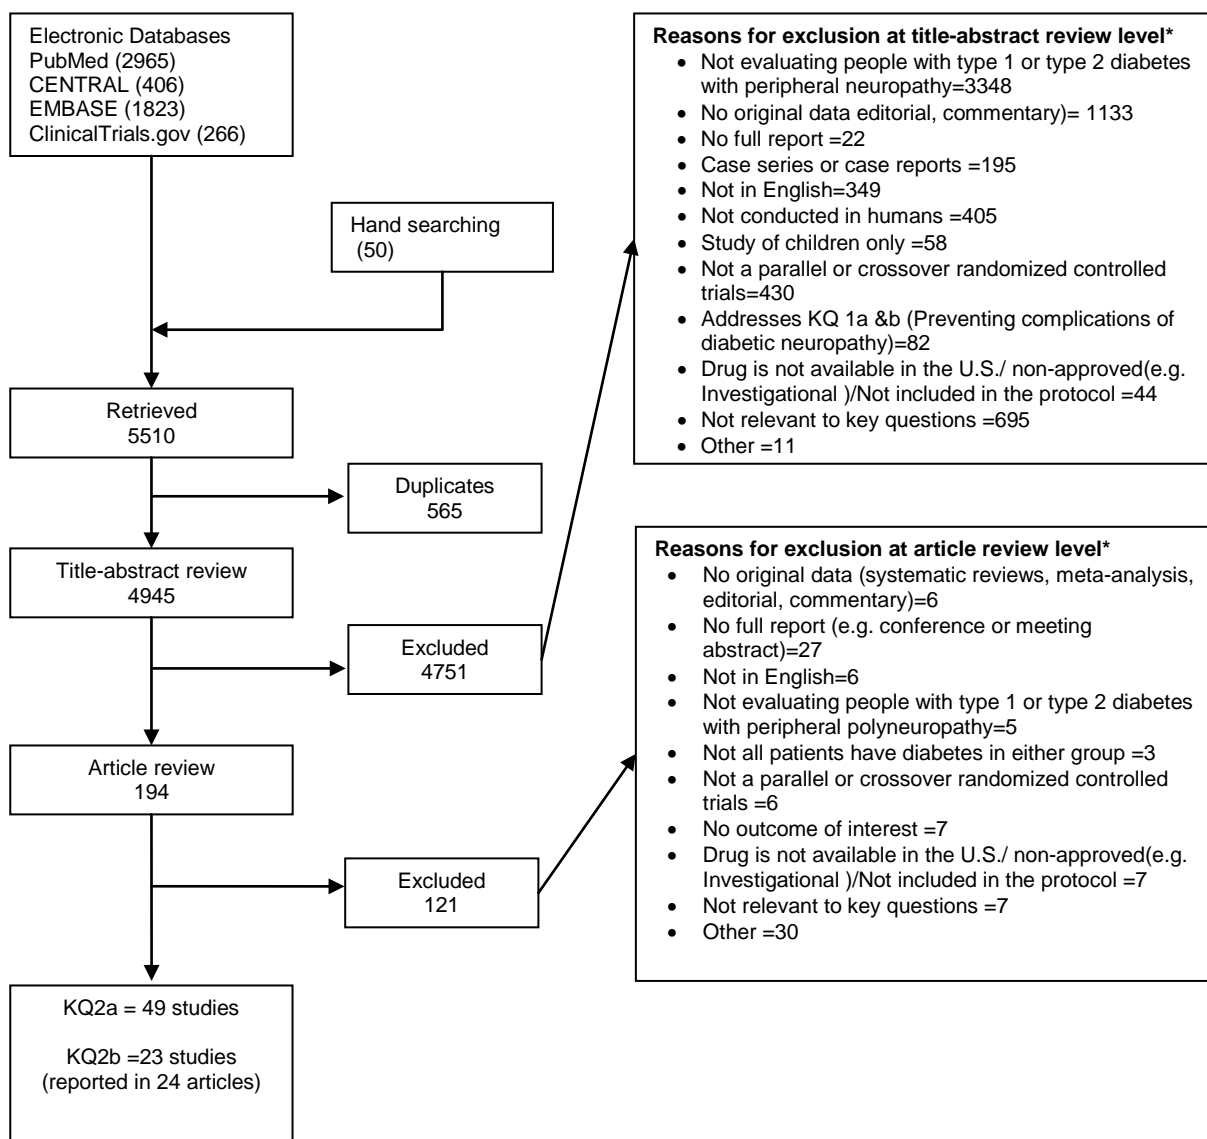 Electronic Databases
PubMed (2965)
CENTRAL (406)
EMBASE (1823)
ClinicalTrials.gov (266)
Hand searching
(50)
Retrieved
5510
Duplicates
565
Title-abstract review
4945
Excluded
4751
Article review
194
Excluded
121
KQ2a = 49 studies
KQ2b =23 studies
(reported in 24 articles)
Reasons for exclusion at title-abstract review level*
• Not evaluating people with type 1 or type 2 diabetes
with peripheral neuropathy=3348
• No original data editorial, commentary)= 1133
• No full report =22
• Case series or case reports =195
• Not in English=349
• Not conducted in humans =405
• Study of children only =58
• Not a parallel or crossover randomized controlled
trials=430
• Addresses KQ 1a &b (Preventing complications of
diabetic neuropathy)=82
• Drug is not available in the U.S./ non-approved(e.g.
Investigational )/Not included in the protocol =44
• Not relevant to key questions =695
• Other =11
Reasons for exclusion at article review level*
• No original data (systematic reviews, meta-analysis,
editorial, commentary)=6
• No full report (e.g. conference or meeting
abstract)=27
• Not in English=6
• Not evaluating people with type 1 or type 2 diabetes
with peripheral polyneuropathy=5
• Not all patients have diabetes in either group =3
• Not a parallel or crossover randomized controlled
trials =6
• No outcome of interest =7
• Drug is not available in the U.S./ non-approved(e.g.
Investigational )/Not included in the protocol =7
• Not relevant to key questions =7
• Other =30